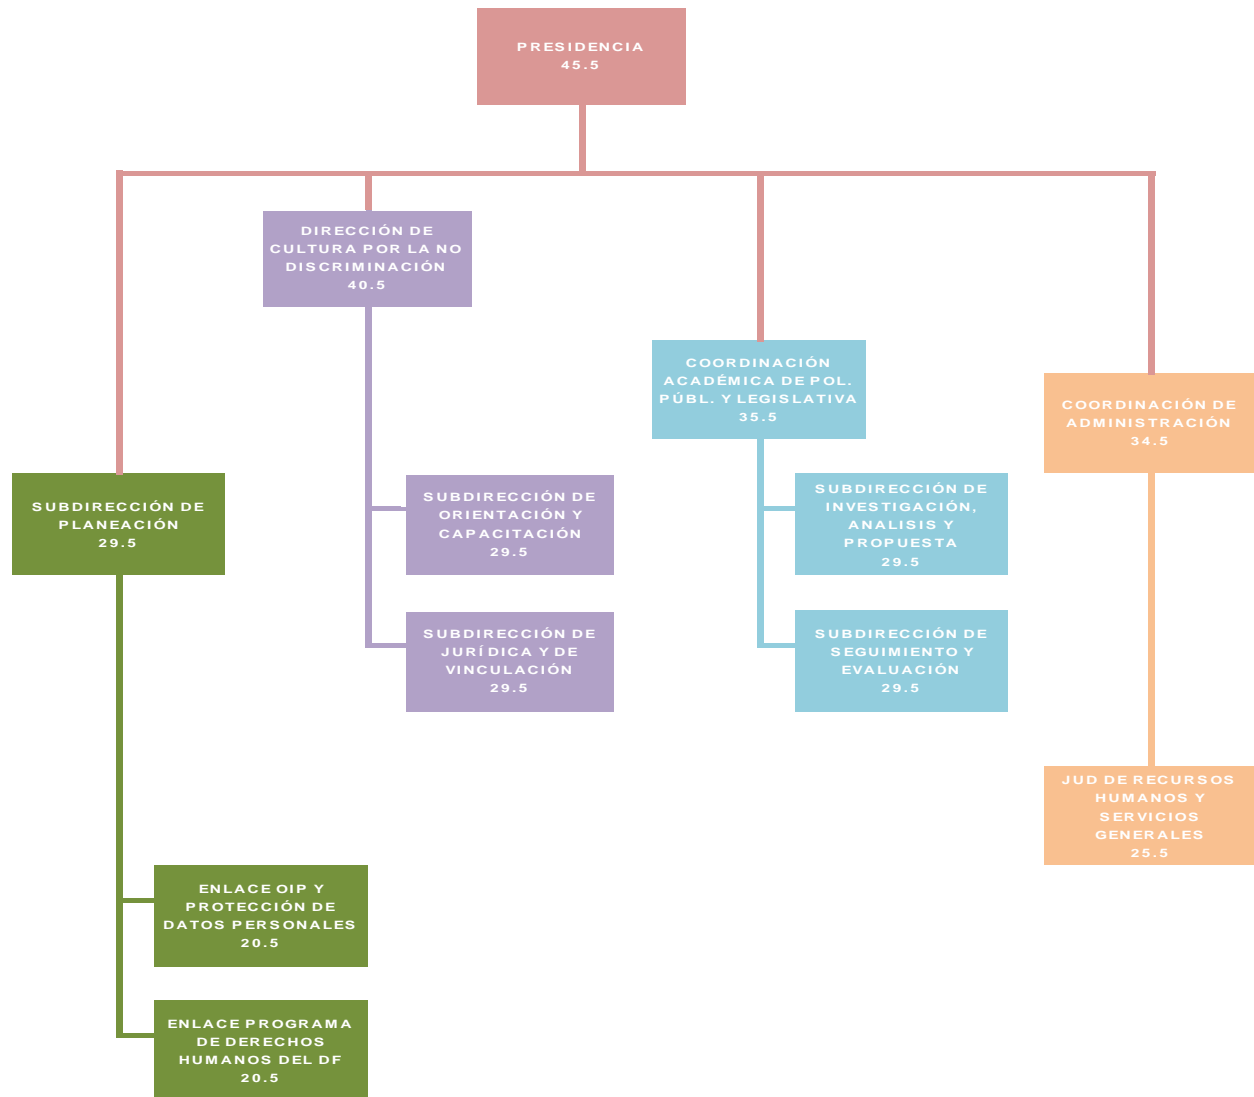 PRESIDENCIA
45.5
DIRECCIÓN DE
CULTURA POR LA NO
DISCRIMINACIÓN
40.5
COORDINACIÓN
ACADÉMICA DE POL.
PÚBL. Y LEGISLATIVA
35.5
COORDINACIÓN DE
ADMINISTRACIÓN
34.5
SUBDIRECCIÓN DE
PLANEACIÓN
29.5
SUBDIRECCIÓN DE
ORIENTACIÓN Y
CAPACITACIÓN
29.5
SUBDIRECCIÓN DE
INVESTIGACIÓN,
ANALISIS Y
PROPUESTA
29.5
SUBDIRECCIÓN DE
JURÍDICA Y DE
VINCULACIÓN
29.5
SUBDIRECCIÓN DE
SEGUIMIENTO Y
EVALUACIÓN
29.5
JUD DE RECURSOS
HUMANOS Y
SERVICIOS
GENERALES
25.5
ENLACE OIP Y
PROTECCIÓN DE
DATOS PERSONALES
20.5
ENLACE PROGRAMA
DE DERECHOS
HUMANOS DEL DF
20.5